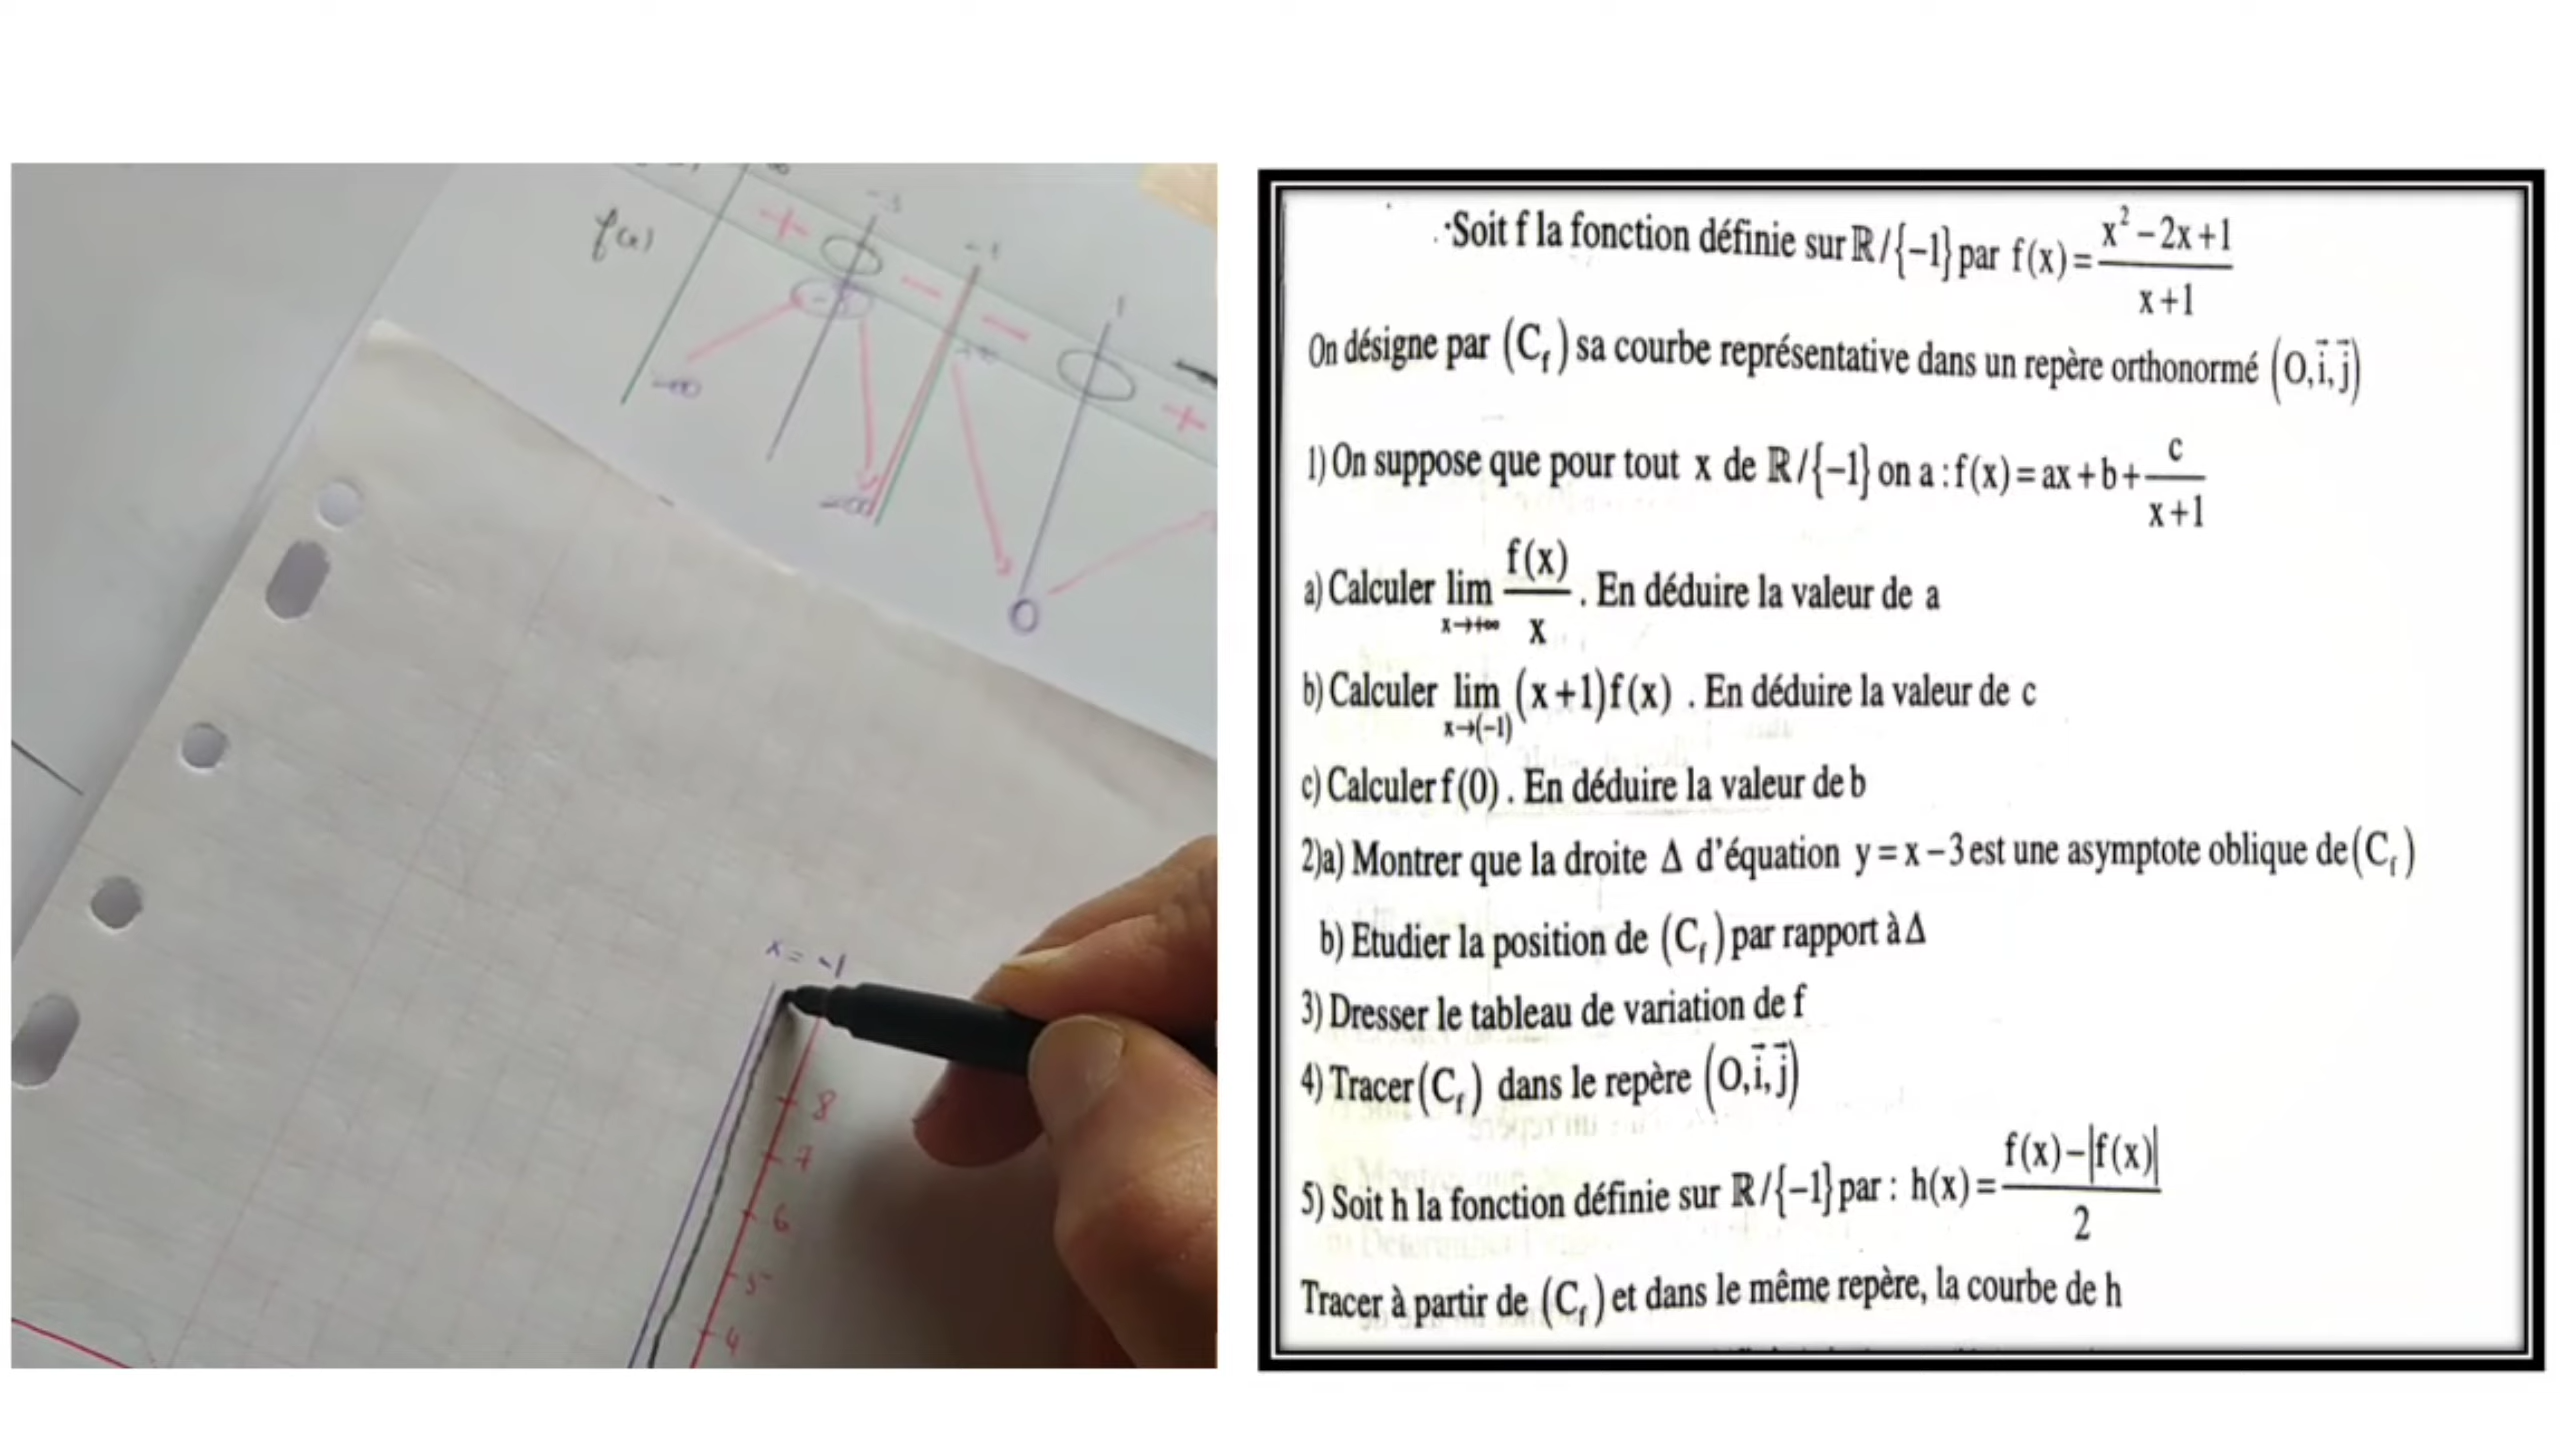 -∞
-3
f(x)
+
0
-
-1
-
1
0
+
-∞
+∞
-∞
0
x = -1
8
7
6
5
4
.·Soit f la fonction définie sur ℝ/{−1} par f(x)=(x²−2x+1)/(x+1)
On désigne par (C_f) sa courbe représentative dans un repère orthonormé (O,i⃗,j⃗)
1) On suppose que pour tout x de ℝ/{−1} on a : f(x)=ax+b+c/(x+1)
a) Calculer lim x→+∞ f(x)/x . En déduire la valeur de a
b) Calculer lim x→(−1) (x+1)f(x) . En déduire la valeur de c
c) Calculer f(0) . En déduire la valeur de b
2)a) Montrer que la droite Δ d'équation y = x − 3 est une asymptote oblique de (C_f)
b) Etudier la position de (C_f) par rapport à Δ
3) Dresser le tableau de variation de f
4) Tracer (C_f) dans le repère (O,i⃗,j⃗)
5) Soit h la fonction définie sur ℝ/{−1} par : h(x)=(f(x)−|f(x)|)/2
Tracer à partir de (C_f) et dans le même repère, la courbe de h